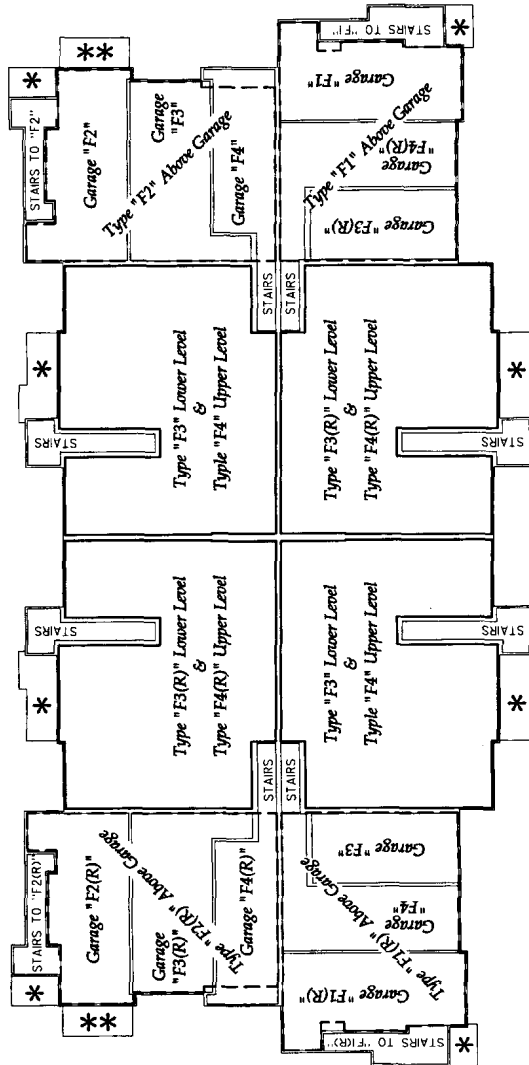 STAIRS TO "F2"
*
**
Garage "F2"
Garage
"F3"
Garage "F4"
Type "F2" Above Garage
STAIRS TO "F1"
*
Garage "F1"
Garage
"F4(R)"
Garage "F3(R)"
Type "F1" Above Garage
STAIRS
STAIRS
*
STAIRS
Type "F3" Lower Level
&
Typle "F4" Upper Level
Type "F3(R)" Lower Level
&
Type "F4(R)" Upper Level
*
STAIRS
STAIRS
*
Type "F3(R)" Lower Level
&
Type "F4(R)" Upper Level
Type "F3" Lower Level
&
Typle "F4" Upper Level
STAIRS
*
STAIRS
STAIRS
STAIRS TO "F2(R)"
*
**
Garage "F2(R)"
Garage
"F3(R)"
Garage "F4(R)"
Type "F2(R)" Above Garage
Garage "F3"
Garage
"F4"
Garage "F1(R)"
Type "F1(R)" Above Garage
STAIRS TO "F1(R)"
*